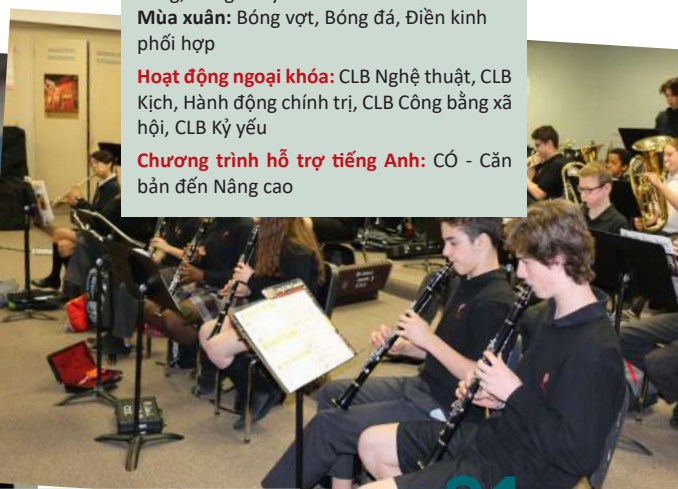 Mùa xuân: Bóng vợt, Bóng đá, Điền kinh
phối hợp
Hoạt động ngoại khóa: CLB Nghệ thuật, CLB
Kịch, Hành động chính trị, CLB Công bằng xã
hội, CLB Kỷ yếu
Chương trình hỗ trợ tiếng Anh: CÓ - Căn
bản đến Nâng cao